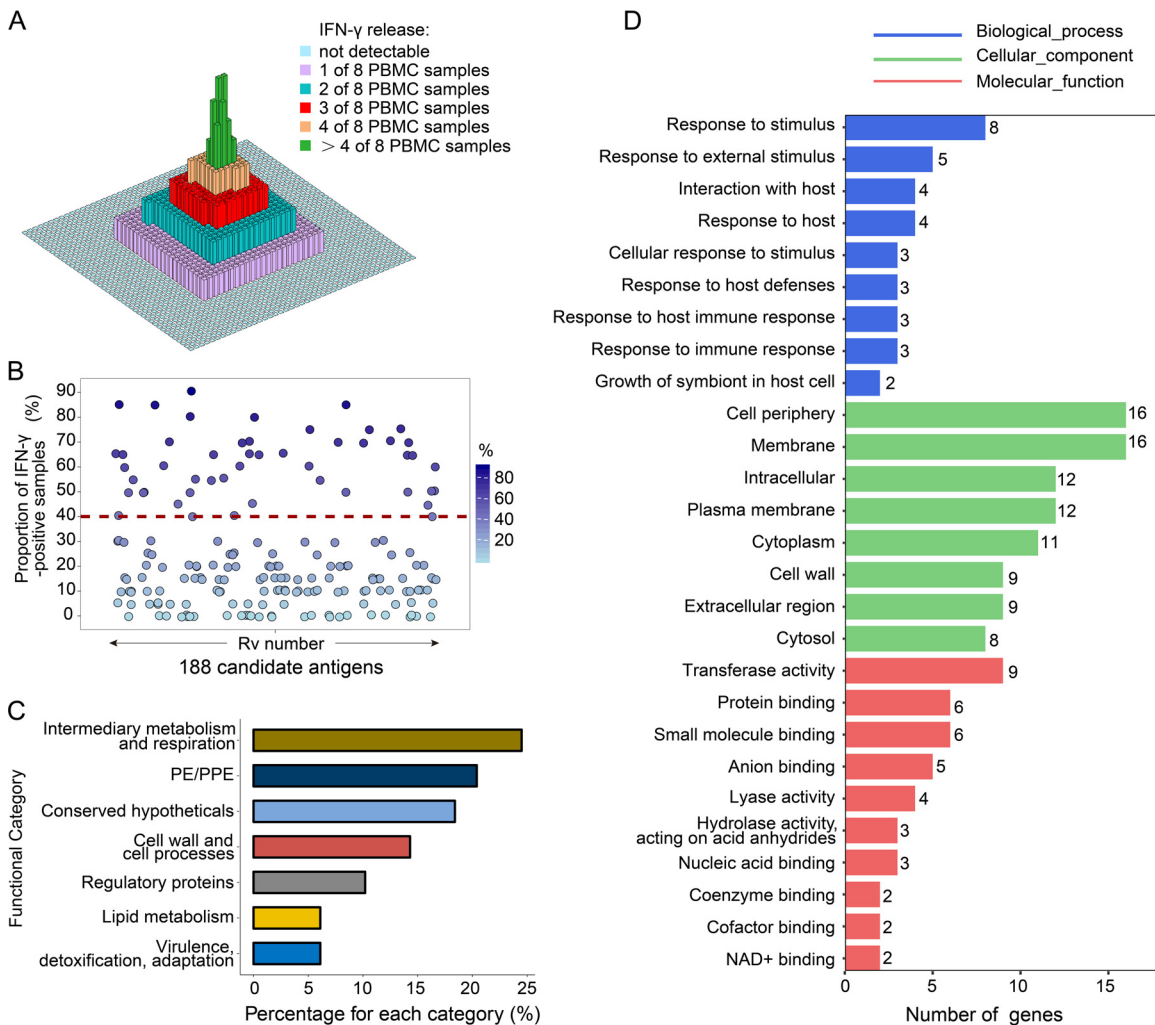 A
IFN-γ release:
not detectable
1 of 8 PBMC samples
2 of 8 PBMC samples
3 of 8 PBMC samples
4 of 8 PBMC samples
> 4 of 8 PBMC samples
B
Proportion of IFN-γ (%)
-positive samples
90
80
70
60
50
40
30
20
10
0
%
80
60
40
20
Rv number
188 candidate antigens
C
Functional Category
Intermediary metabolism
and respiration
PE/PPE
Conserved hypotheticals
Cell wall and
cell processes
Regulatory proteins
Lipid metabolism
Virulence,
detoxification, adaptation
0 5 10 15 20 25
Percentage for each category (%)
D
Biological_process
Cellular_component
Molecular_function
Response to stimulus 8
Response to external stimulus 5
Interaction with host 4
Response to host 4
Cellular response to stimulus 3
Response to host defenses 3
Response to host immune response 3
Response to immune response 3
Growth of symbiont in host cell 2
Cell periphery 16
Membrane 16
Intracellular 12
Plasma membrane 12
Cytoplasm 11
Cell wall 9
Extracellular region 9
Cytosol 8
Transferase activity 9
Protein binding 6
Small molecule binding 6
Anion binding 5
Lyase activity 4
Hydrolase activity,
acting on acid anhydrides 3
Nucleic acid binding 3
Coenzyme binding 2
Cofactor binding 2
NAD+ binding 2
0 5 10 15
Number of genes